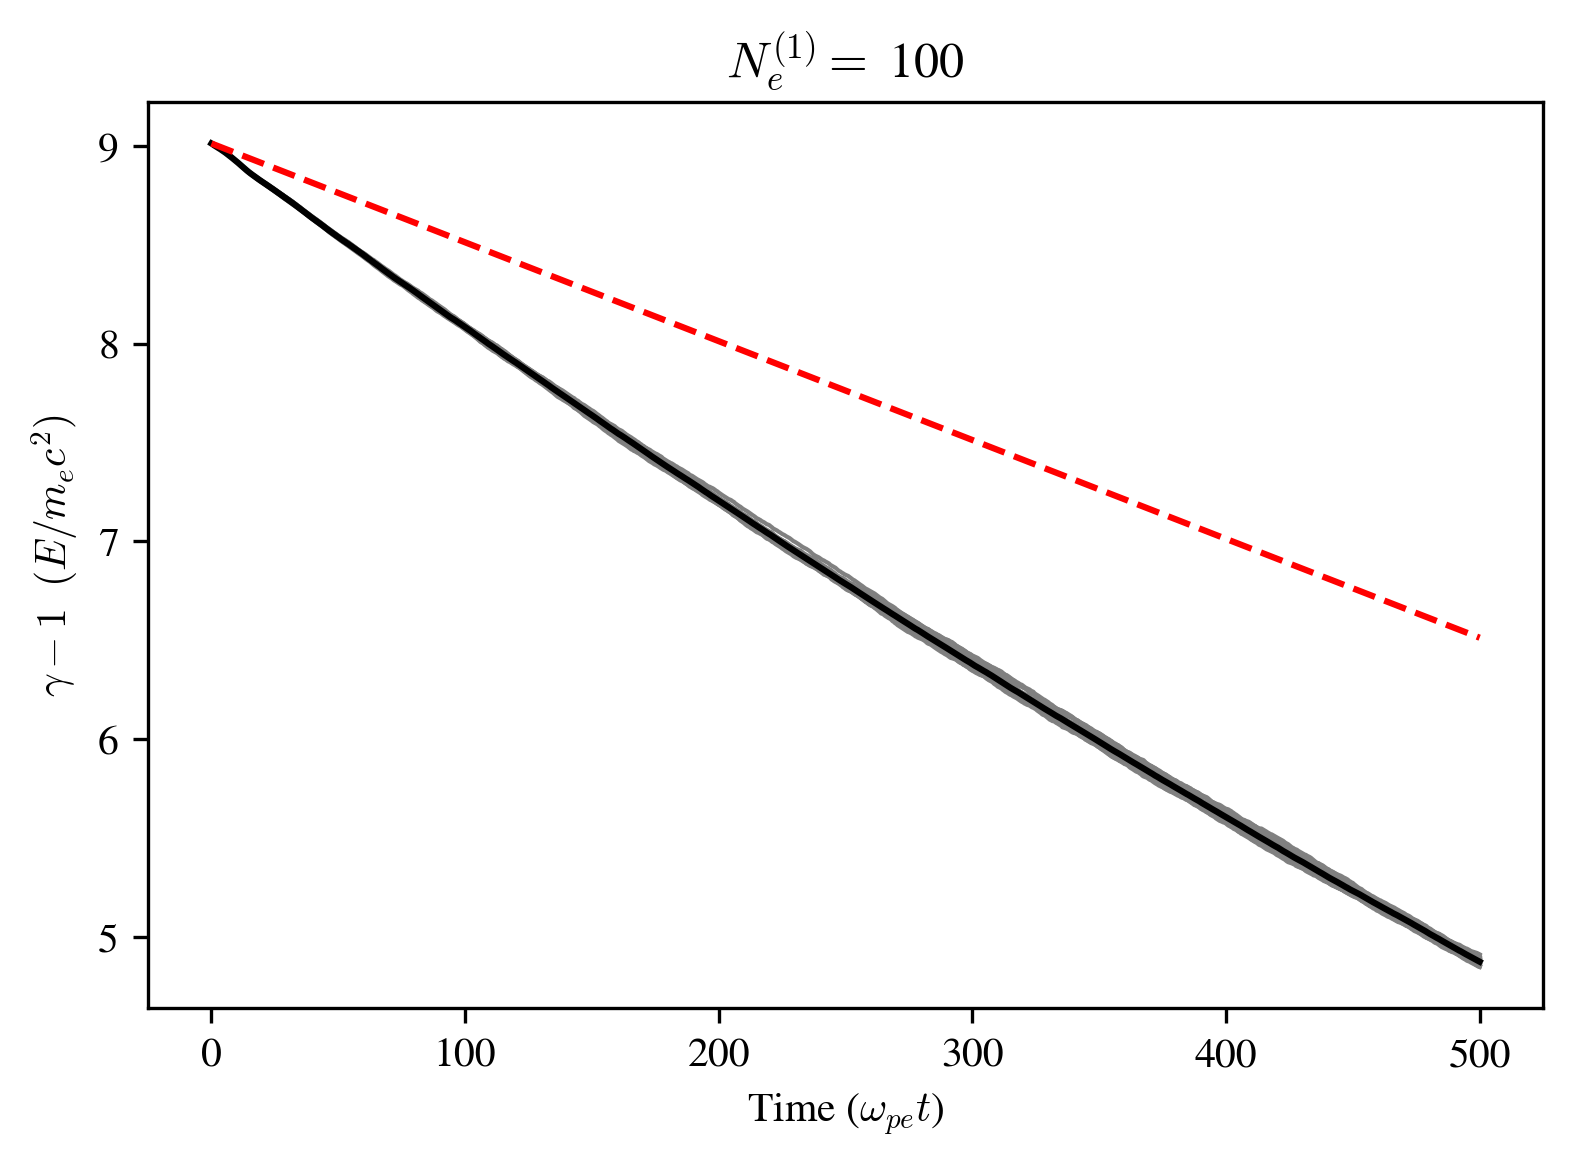 N_e^{(1)} = 100
9
8
7
6
5
γ − 1 (E/m_ec^2)
0 100 200 300 400 500
Time (ω_{pe}t)